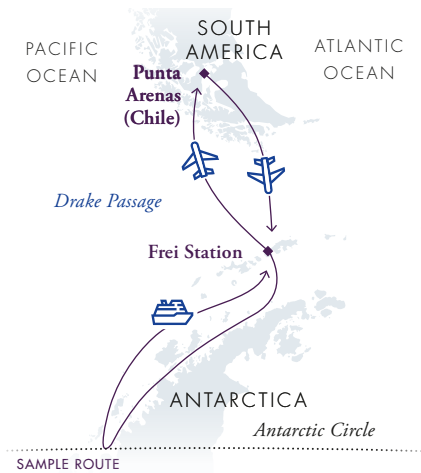 SOUTH
AMERICA
PACIFIC
OCEAN
ATLANTIC
OCEAN
Punta
Arenas
(Chile)
Drake Passage
Frei Station
ANTARCTICA
Antarctic Circle
SAMPLE ROUTE